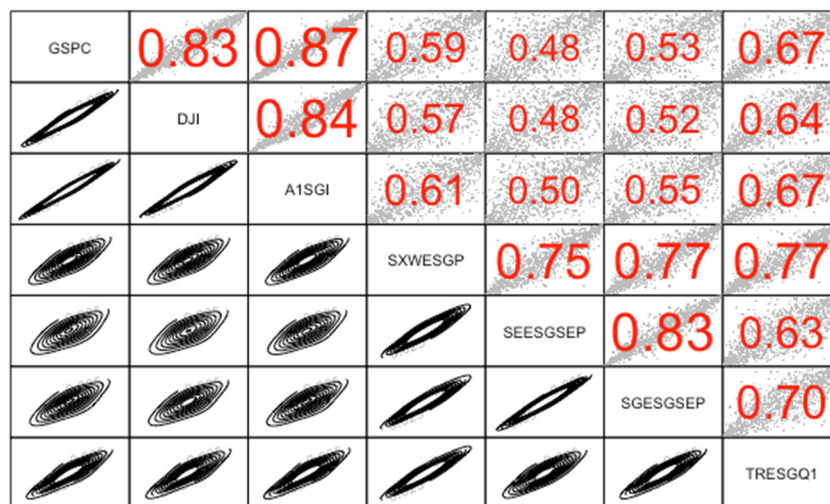 GSPC 0.83 0.87 0.59 0.48 0.53 0.67
DJI 0.84 0.57 0.48 0.52 0.64
A1SGI 0.61 0.50 0.55 0.67
SXWESGP 0.75 0.77 0.77
SEESGSEP 0.83 0.63
SGESGSEP 0.70
TRESGQ1